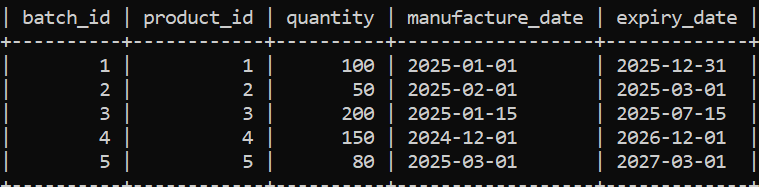 | batch_id | product_id | quantity | manufacture_date | expiry_date |
+----------+------------+----------+------------------+-------------+
| 1 | 1 | 100 | 2025-01-01 | 2025-12-31 |
| 2 | 2 | 50 | 2025-02-01 | 2025-03-01 |
| 3 | 3 | 200 | 2025-01-15 | 2025-07-15 |
| 4 | 4 | 150 | 2024-12-01 | 2026-12-01 |
| 5 | 5 | 80 | 2025-03-01 | 2027-03-01 |
+----------+------------+----------+------------------+-------------+